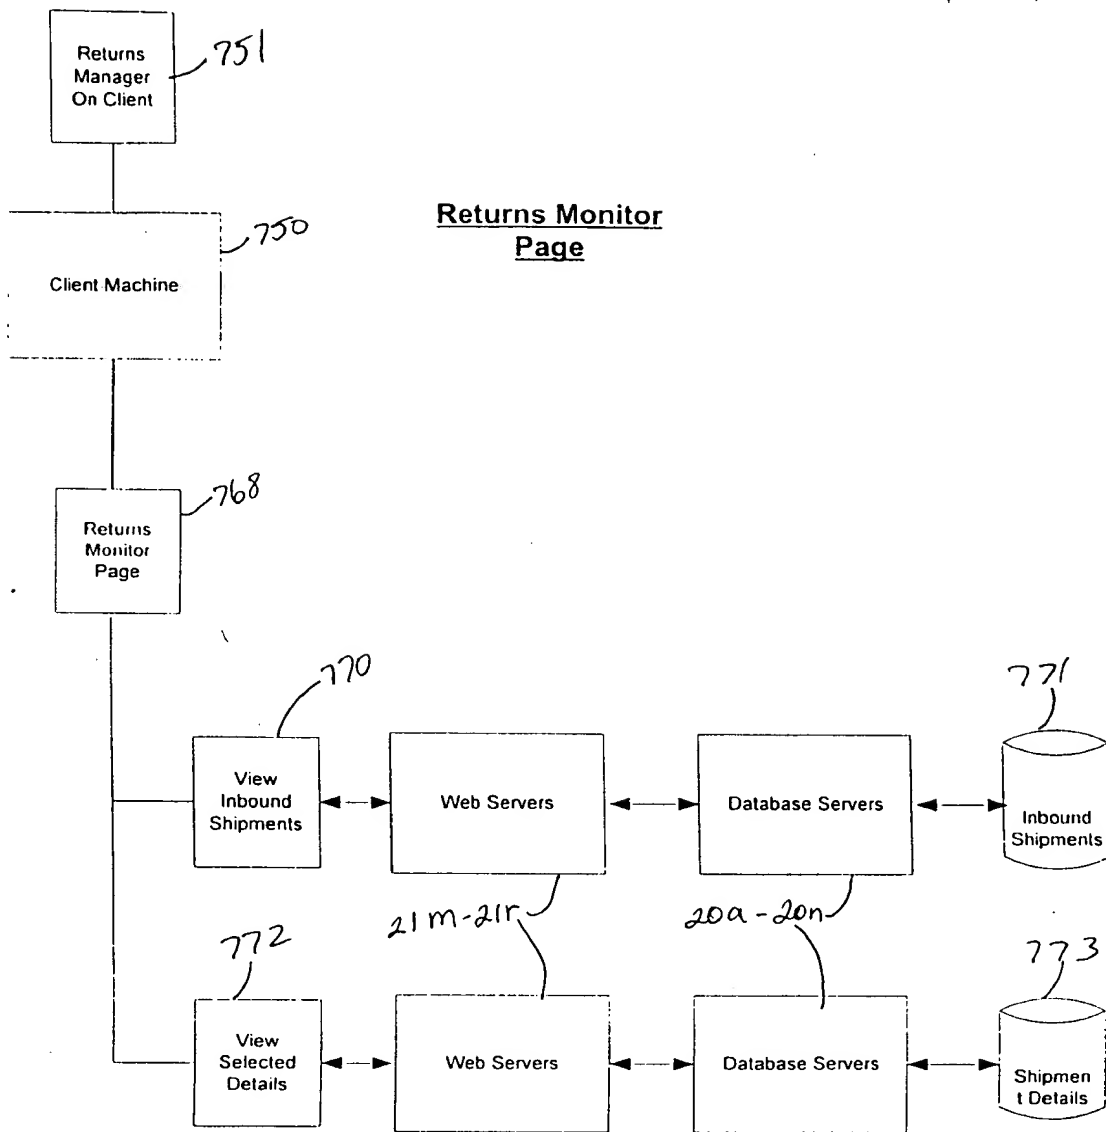 Returns
Manager
On Client
751
Returns Monitor
Page
750
Client Machine
768
Returns
Monitor
Page
770
771
View
Inbound
Shipments
Web Servers
Database Servers
Inbound
Shipments
21m-21r
20a-20n
772
773
View
Selected
Details
Web Servers
Database Servers
Shipmen
t Details